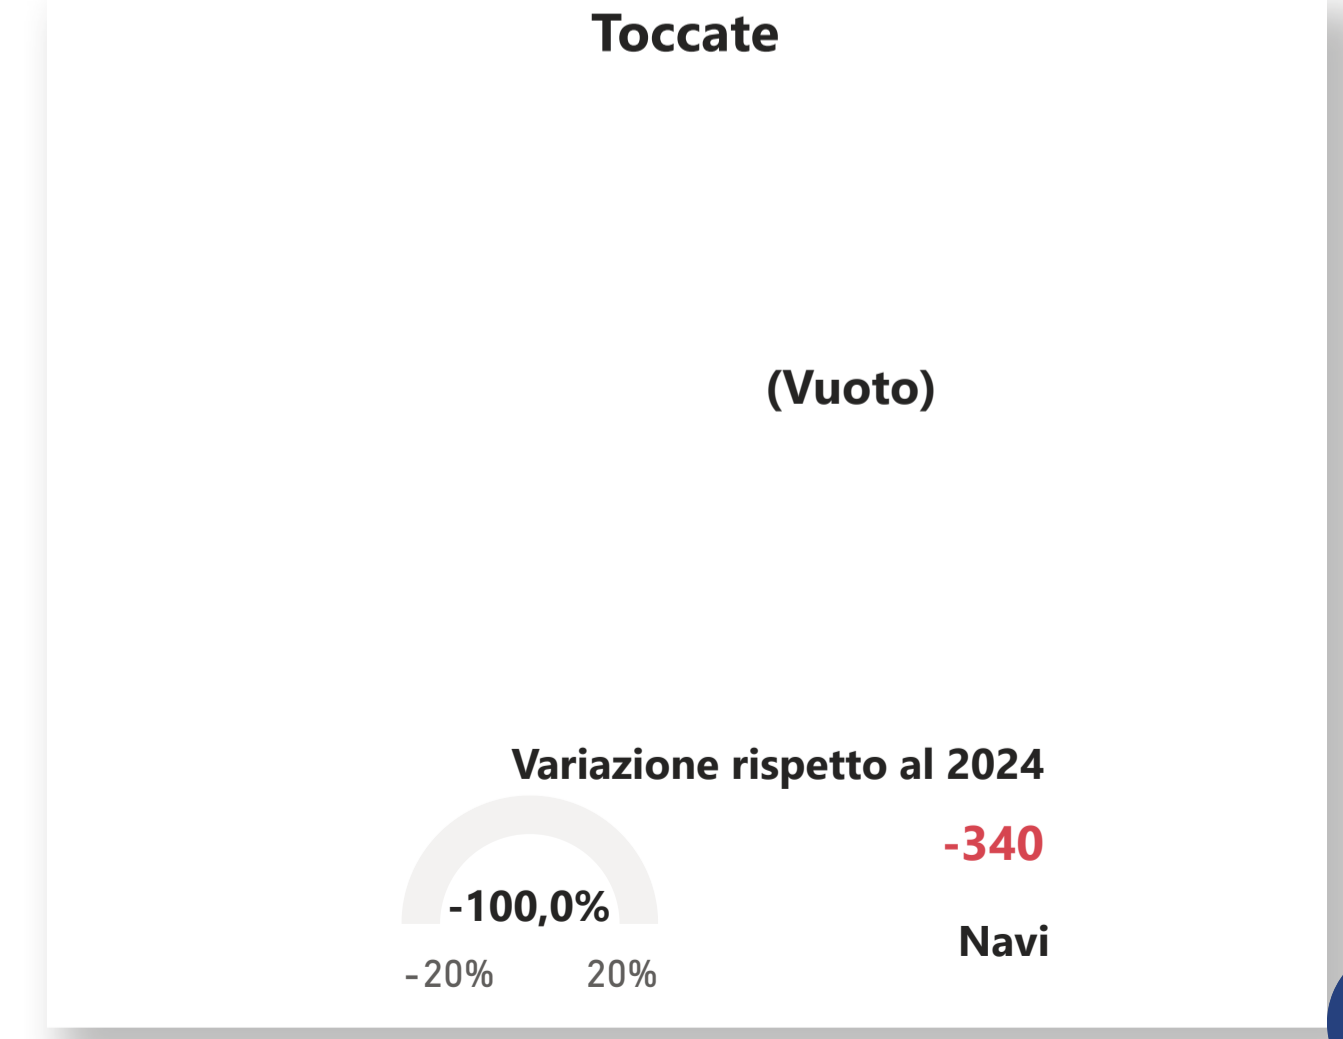 Toccate
(Vuoto)
Variazione rispetto al 2024
-340
-100,0%
Navi
-20%
20%